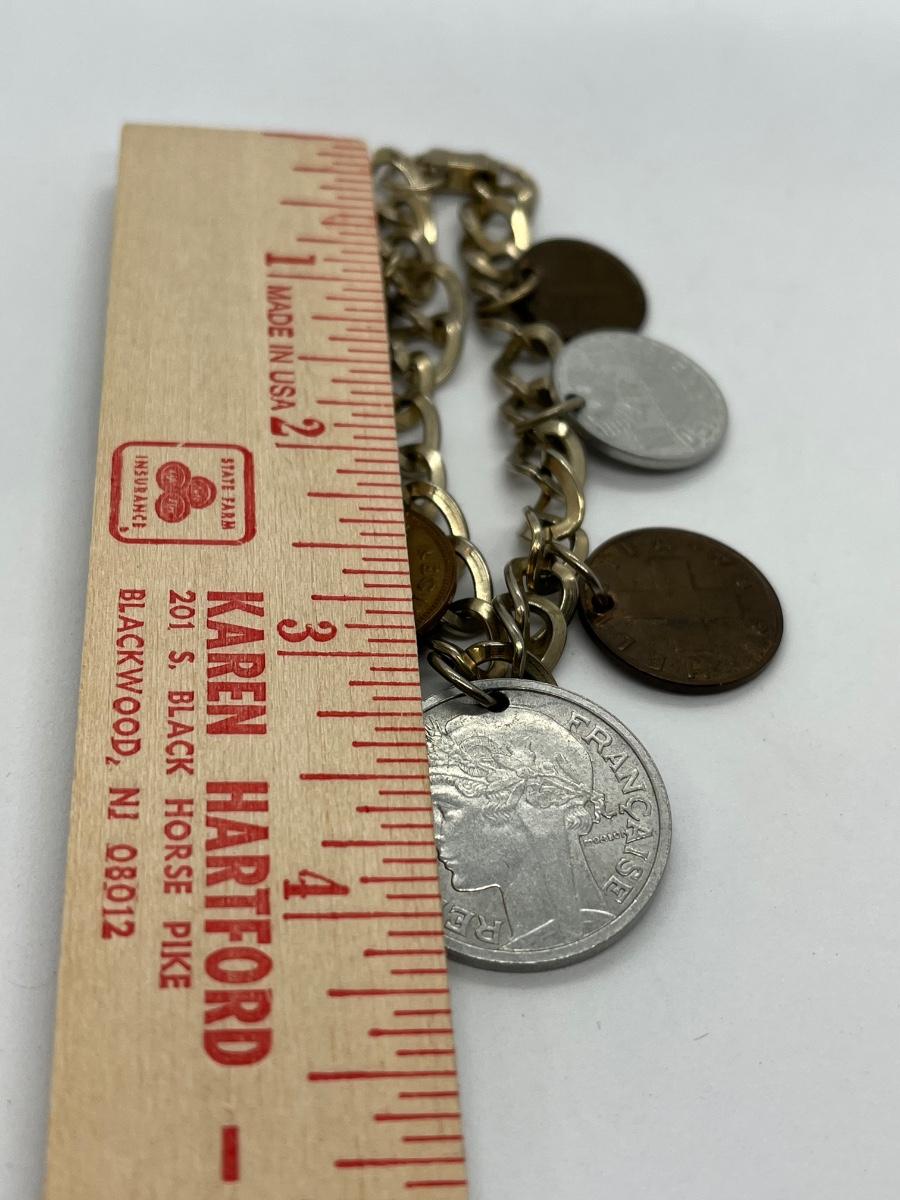 1
MADE IN USA
2
3
4
STATE FARM
INSURANCE
KAREN HARTFORD -
201 S. BLACK HORSE PIKE
BLACKWOOD, NJ 08012
RE
FRANÇAISE